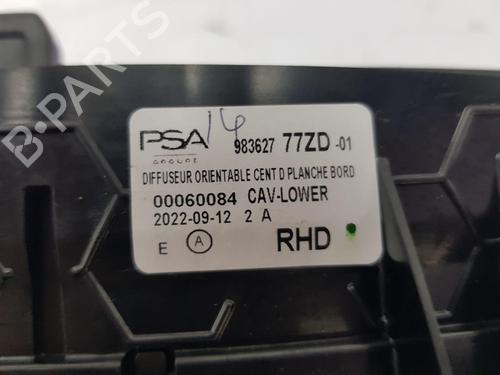 B-PARTS
16
PSA 983627 77ZD -01
GROUPE
DIFFUSEUR ORIENTABLE CENT D PLANCHE BORD
00060084 CAV-LOWER
2022-09-12 2 A
E A RHD